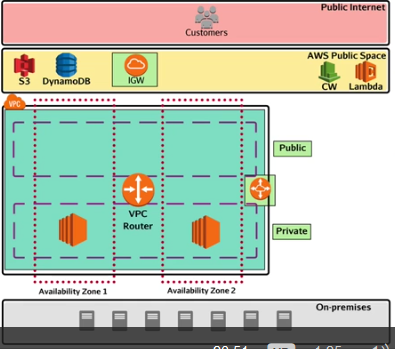 Public Internet
Customers
AWS Public Space
S3
DynamoDB
IGW
CW
Lambda
VPC
Public
VPC
Router
Private
Availability Zone 1
Availability Zone 2
On-premises